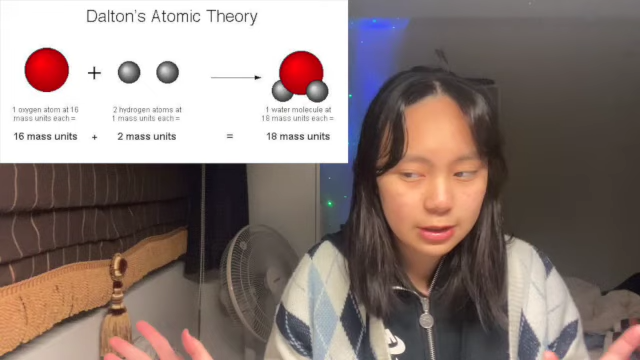 Dalton's Atomic Theory
+
1 oxygen atom at 16 2 hydrogen atoms at 1 water molecule at
mass units each = 1 mass units each = 18 mass units each =
16 mass units + 2 mass units = 18 mass units